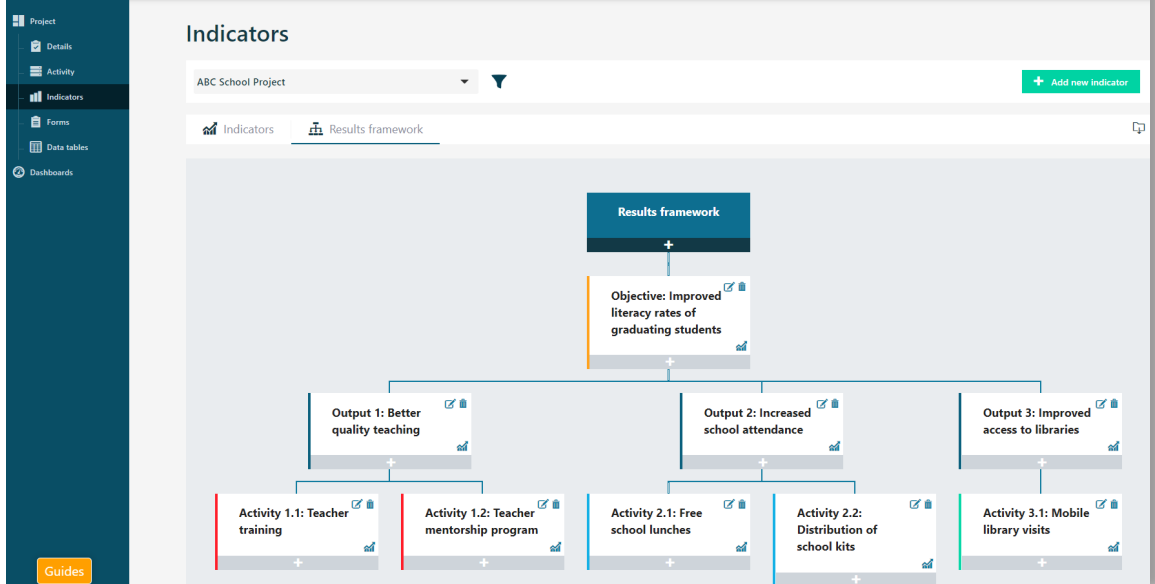 Project
Details
Activity
Indicators
Forms
Data tables
Dashboards
Guides
Indicators
ABC School Project
Add new indicator
Indicators
Results framework
Results framework
Objective: Improved
literacy rates of
graduating students
Output 1: Better
quality teaching
Output 2: Increased
school attendance
Output 3: Improved
access to libraries
Activity 1.1: Teacher
training
Activity 1.2: Teacher
mentorship program
Activity 2.1: Free
school lunches
Activity 2.2:
Distribution of
school kits
Activity 3.1: Mobile
library visits